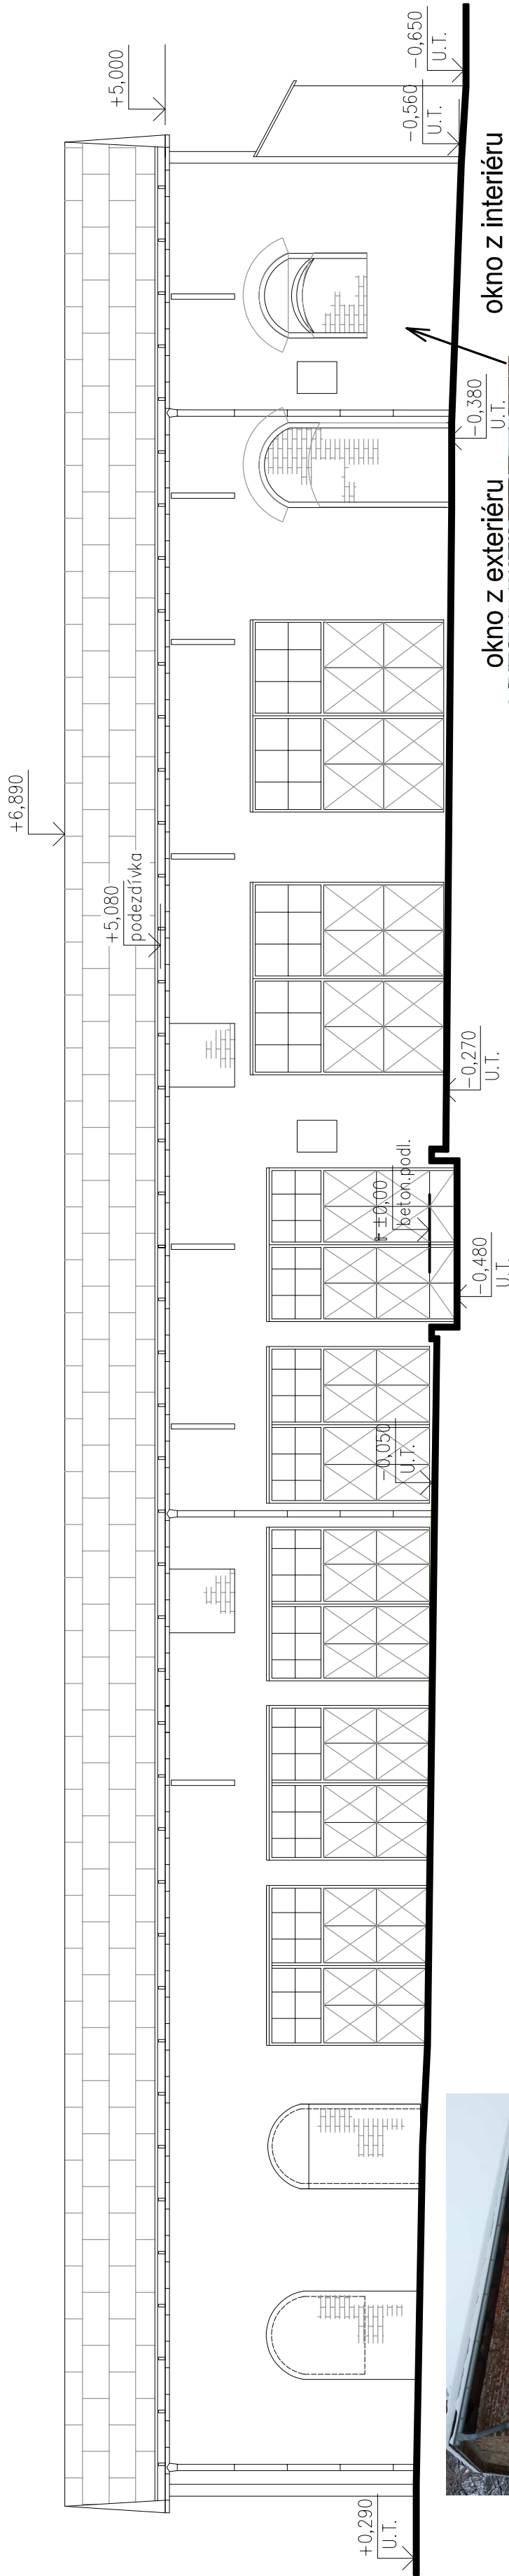 +0,290
U.T.
-0,050
U.T.
-0,480
U.T.
±0,00
beton.podl.
-0,270
U.T.
+5,080
podezdívka
+6,890
okno z exteriéru
-0,380
U.T.
okno z interiéru
+5,000
-0,560
U.T.
-0,650
U.T.